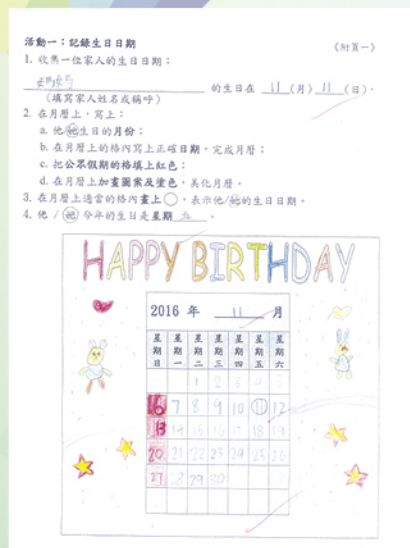 活動一：記錄生日日期
《附頁一》
1. 收集一位家人的生日日期：
媽媽 的生日在 11 (月) 11 (日)。
(填寫家人姓名或稱呼)
2. 在月曆上，寫上：
a. 他/她生日的月份；
b. 在月曆上的格內寫上正確日期，完成月曆；
c. 把公眾假期的格填上紅色；
d. 在月曆上加畫圖案及塗色，美化月曆。
3. 在月曆上適當的格內畫上○，表示他/她的生日日期。
4. 他 / 她 今年的生日是星期 五 。
HAPPY BIRTHDAY
2016 年 11 月
星期日 星期一 星期二 星期三 星期四 星期五 星期六
1 2 3 4 5
6 7 8 9 10 11 12
13 14 15 16 17 18 19
20 21 22 23 24 25 26
27 28 29 30